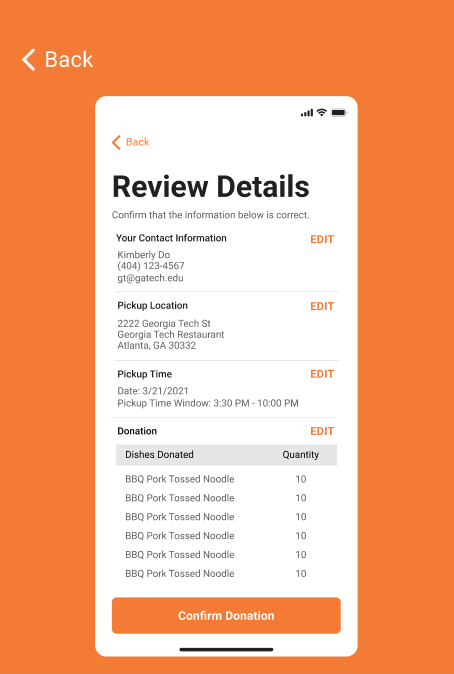 Back
Back
Review Details
Confirm that the information below is correct.
Your Contact Information EDIT
Kimberly Do
(404) 123-4567
gt@gatech.edu
Pickup Location EDIT
2222 Georgia Tech St
Georgia Tech Restaurant
Atlanta, GA 30332
Pickup Time EDIT
Date: 3/21/2021
Pickup Time Window: 3:30 PM - 10:00 PM
Donation EDIT
Dishes Donated Quantity
BBQ Pork Tossed Noodle 10
BBQ Pork Tossed Noodle 10
BBQ Pork Tossed Noodle 10
BBQ Pork Tossed Noodle 10
BBQ Pork Tossed Noodle 10
BBQ Pork Tossed Noodle 10
Confirm Donation